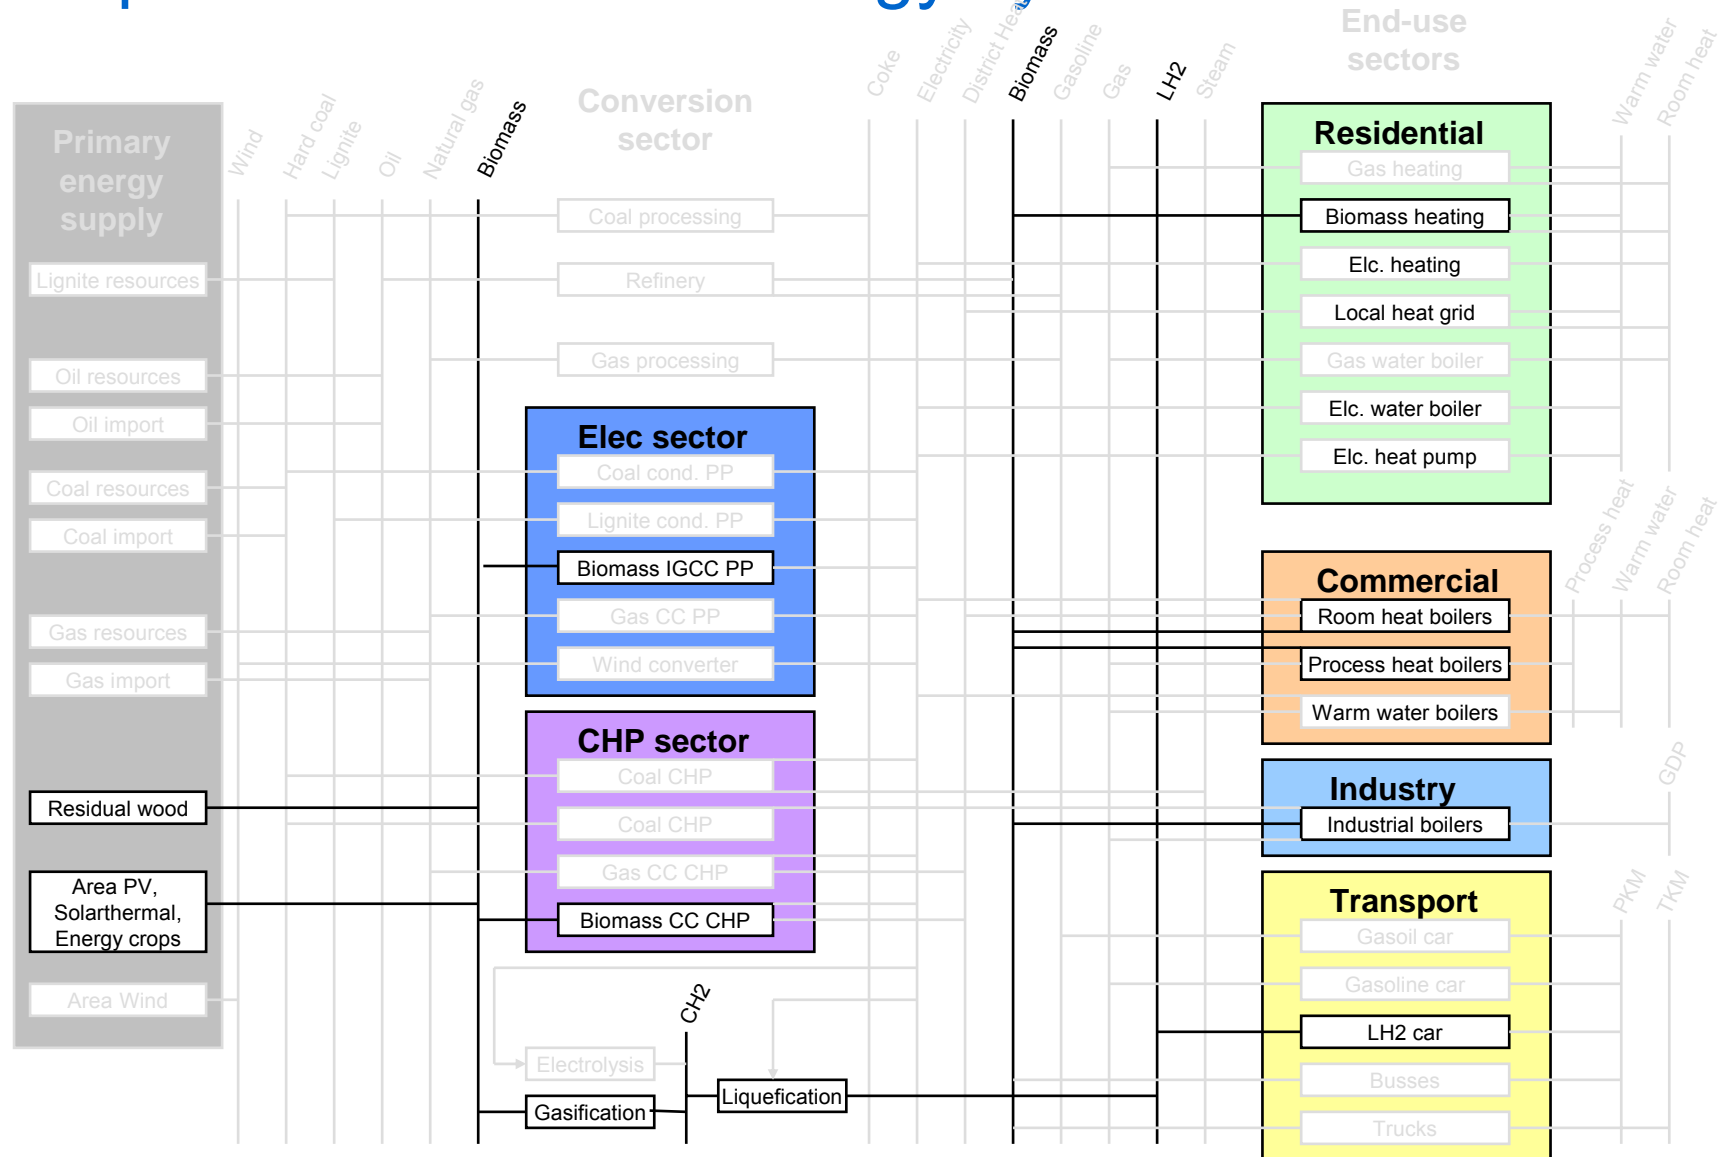 End-use
sectors
Coke
Electricity
Biomass
Gasoline
Gas
LH2
Steam
Warm water
Room heat
Primary
energy
supply
Wind
Hard coal
Lignite
Oil
Natural gas
Biomass
Conversion
sector
Residential
Gas heating
Coal processing
Biomass heating
Lignite resources
Refinery
Elc. heating
Local heat grid
Gas processing
Gas water boiler
Oil resources
Oil import
Elec sector
Elc. water boiler
Coal cond. PP
Elc. heat pump
Coal resources
Lignite cond. PP
Coal import
Process heat
Warm water
Room heat
Biomass IGCC PP
Commercial
Gas resources
Gas CC PP
Room heat boilers
Gas import
Wind converter
Process heat boilers
Warm water boilers
CHP sector
Coal CHP
GDP
Industry
Residual wood
Coal CHP
Industrial boilers
Gas CC CHP
Area PV,
Solarthermal,
Energy crops
Biomass CC CHP
Transport
PKM
TKM
Gasoil car
Area Wind
CH2
Gasoline car
LH2 car
Electrolysis
Liquefication
Busses
Gasification
Trucks